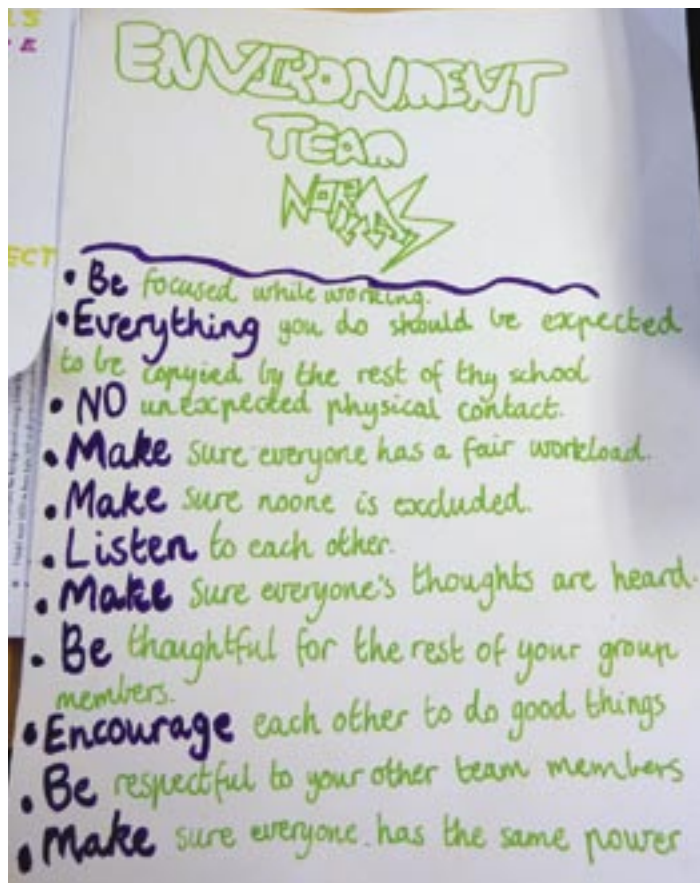 ENVIRONMENT
TEAM
NORMS
ECT
• Be focused while working.
• Everything you do should be expected
to be copyied by the rest of thy school
• NO unexpected physical contact.
• Make sure everyone has a fair workload.
• Make sure noone is excluded.
• Listen to each other.
• Make sure everyone's thoughts are heard.
• Be thoughtful for the rest of your group
members.
• Encourage each other to do good things
• Be respectful to your other team members
• Make sure everyone has the same power